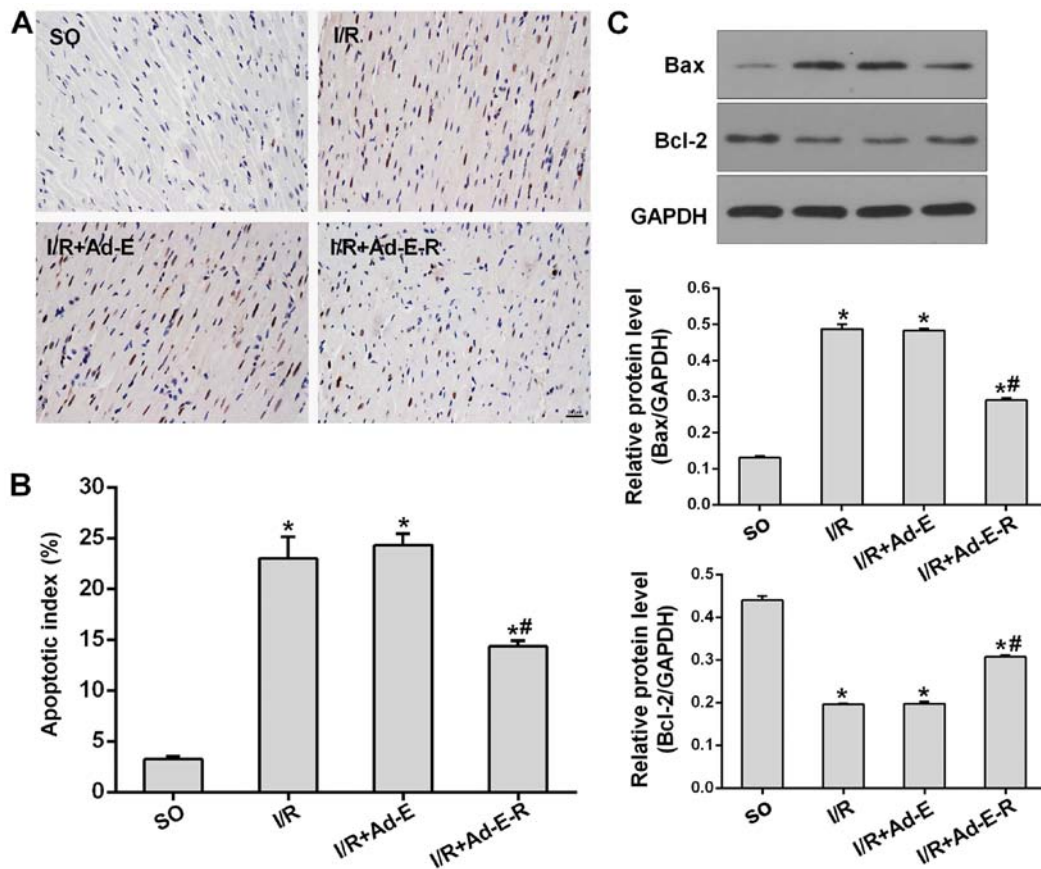 A
SO
I/R
I/R+Ad-E
I/R+Ad-E-R
B
Apoptotic index (%)
30
25
20
15
10
5
0
*
*
*#
SO
I/R
I/R+Ad-E
I/R+Ad-E-R
C
Bax
Bcl-2
GAPDH
Relative protein level
(Bax/GAPDH)
0.6
0.5
0.4
0.3
0.2
0.1
0.0
*
*
*#
SO
I/R
I/R+Ad-E
I/R+Ad-E-R
Relative protein level
(Bcl-2/GAPDH)
0.5
0.4
0.3
0.2
0.1
0.0
*
*
*#
SO
I/R
I/R+Ad-E
I/R+Ad-E-R